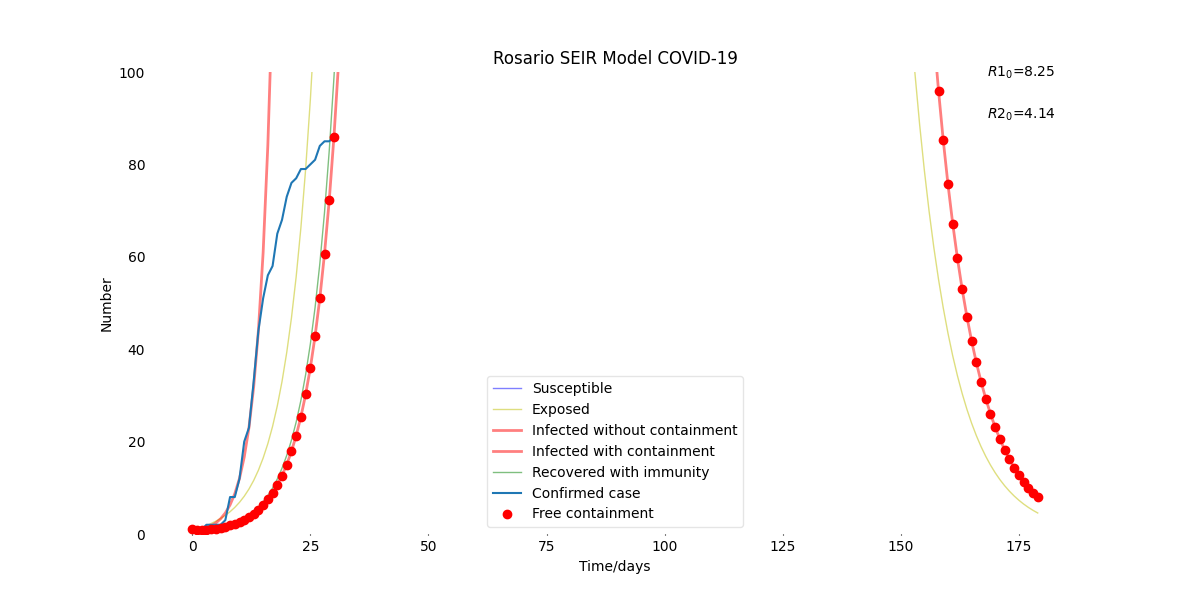 Rosario SEIR Model COVID-19
R1₀=8.25
R2₀=4.14
100
80
60
40
20
0
Number
Susceptible
Exposed
Infected without containment
Infected with containment
Recovered with immunity
Confirmed case
Free containment
0 25 50 75 100 125 150 175
Time/days